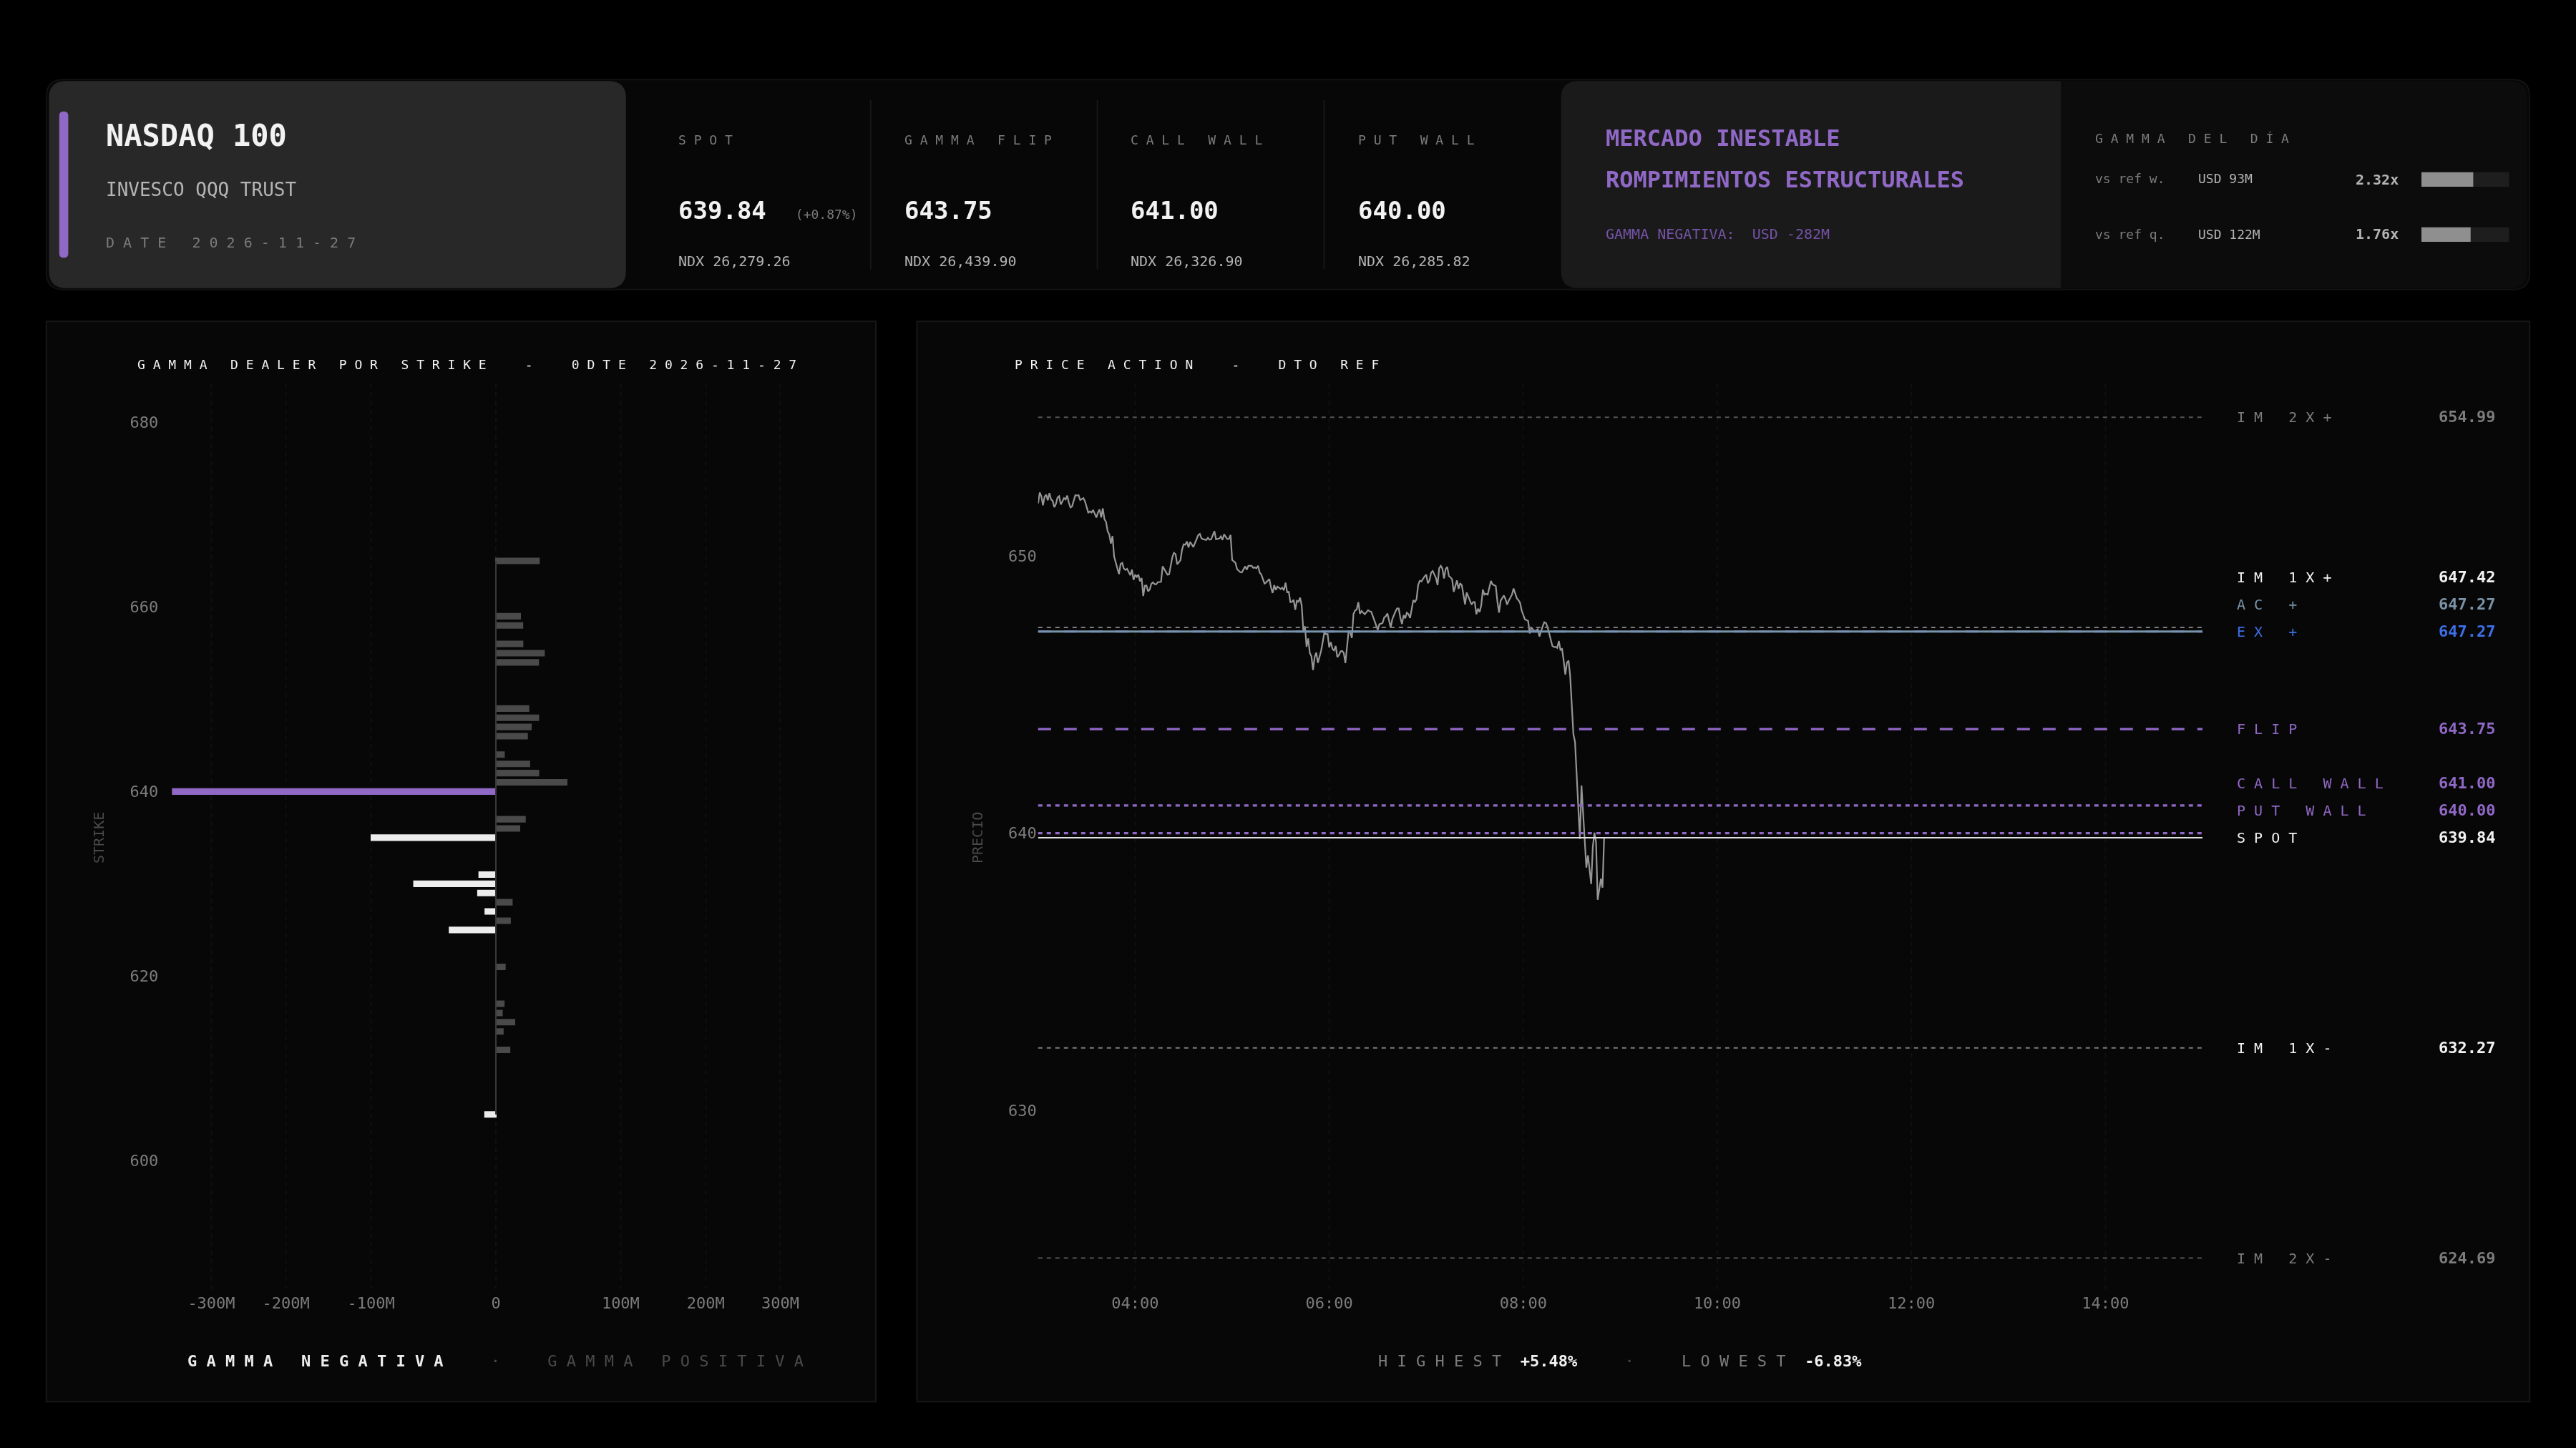 NASDAQ 100
INVESCO QQQ TRUST
DATE 2026-11-27
SPOT
639.84 (+0.87%)
NDX 26,279.26
GAMMA FLIP
643.75
NDX 26,439.90
CALL WALL
641.00
NDX 26,326.90
PUT WALL
640.00
NDX 26,285.82
MERCADO INESTABLE
ROMPIMIENTOS ESTRUCTURALES
GAMMA NEGATIVA: USD -282M
GAMMA DEL DÍA
vs ref w. USD 93M 2.32x
vs ref q. USD 122M 1.76x
GAMMA DEALER POR STRIKE - 0DTE 2026-11-27
680
660
640
620
600
STRIKE
-300M -200M -100M 0 100M 200M 300M
GAMMA NEGATIVA · GAMMA POSITIVA
PRICE ACTION - DTO REF
650
640
630
PRECIO
IM 2X+ 654.99
IM 1X+ 647.42
AC + 647.27
EX + 647.27
FLIP 643.75
CALL WALL 641.00
PUT WALL 640.00
SPOT 639.84
IM 1X- 632.27
IM 2X- 624.69
04:00 06:00 08:00 10:00 12:00 14:00
HIGHEST +5.48% · LOWEST -6.83%